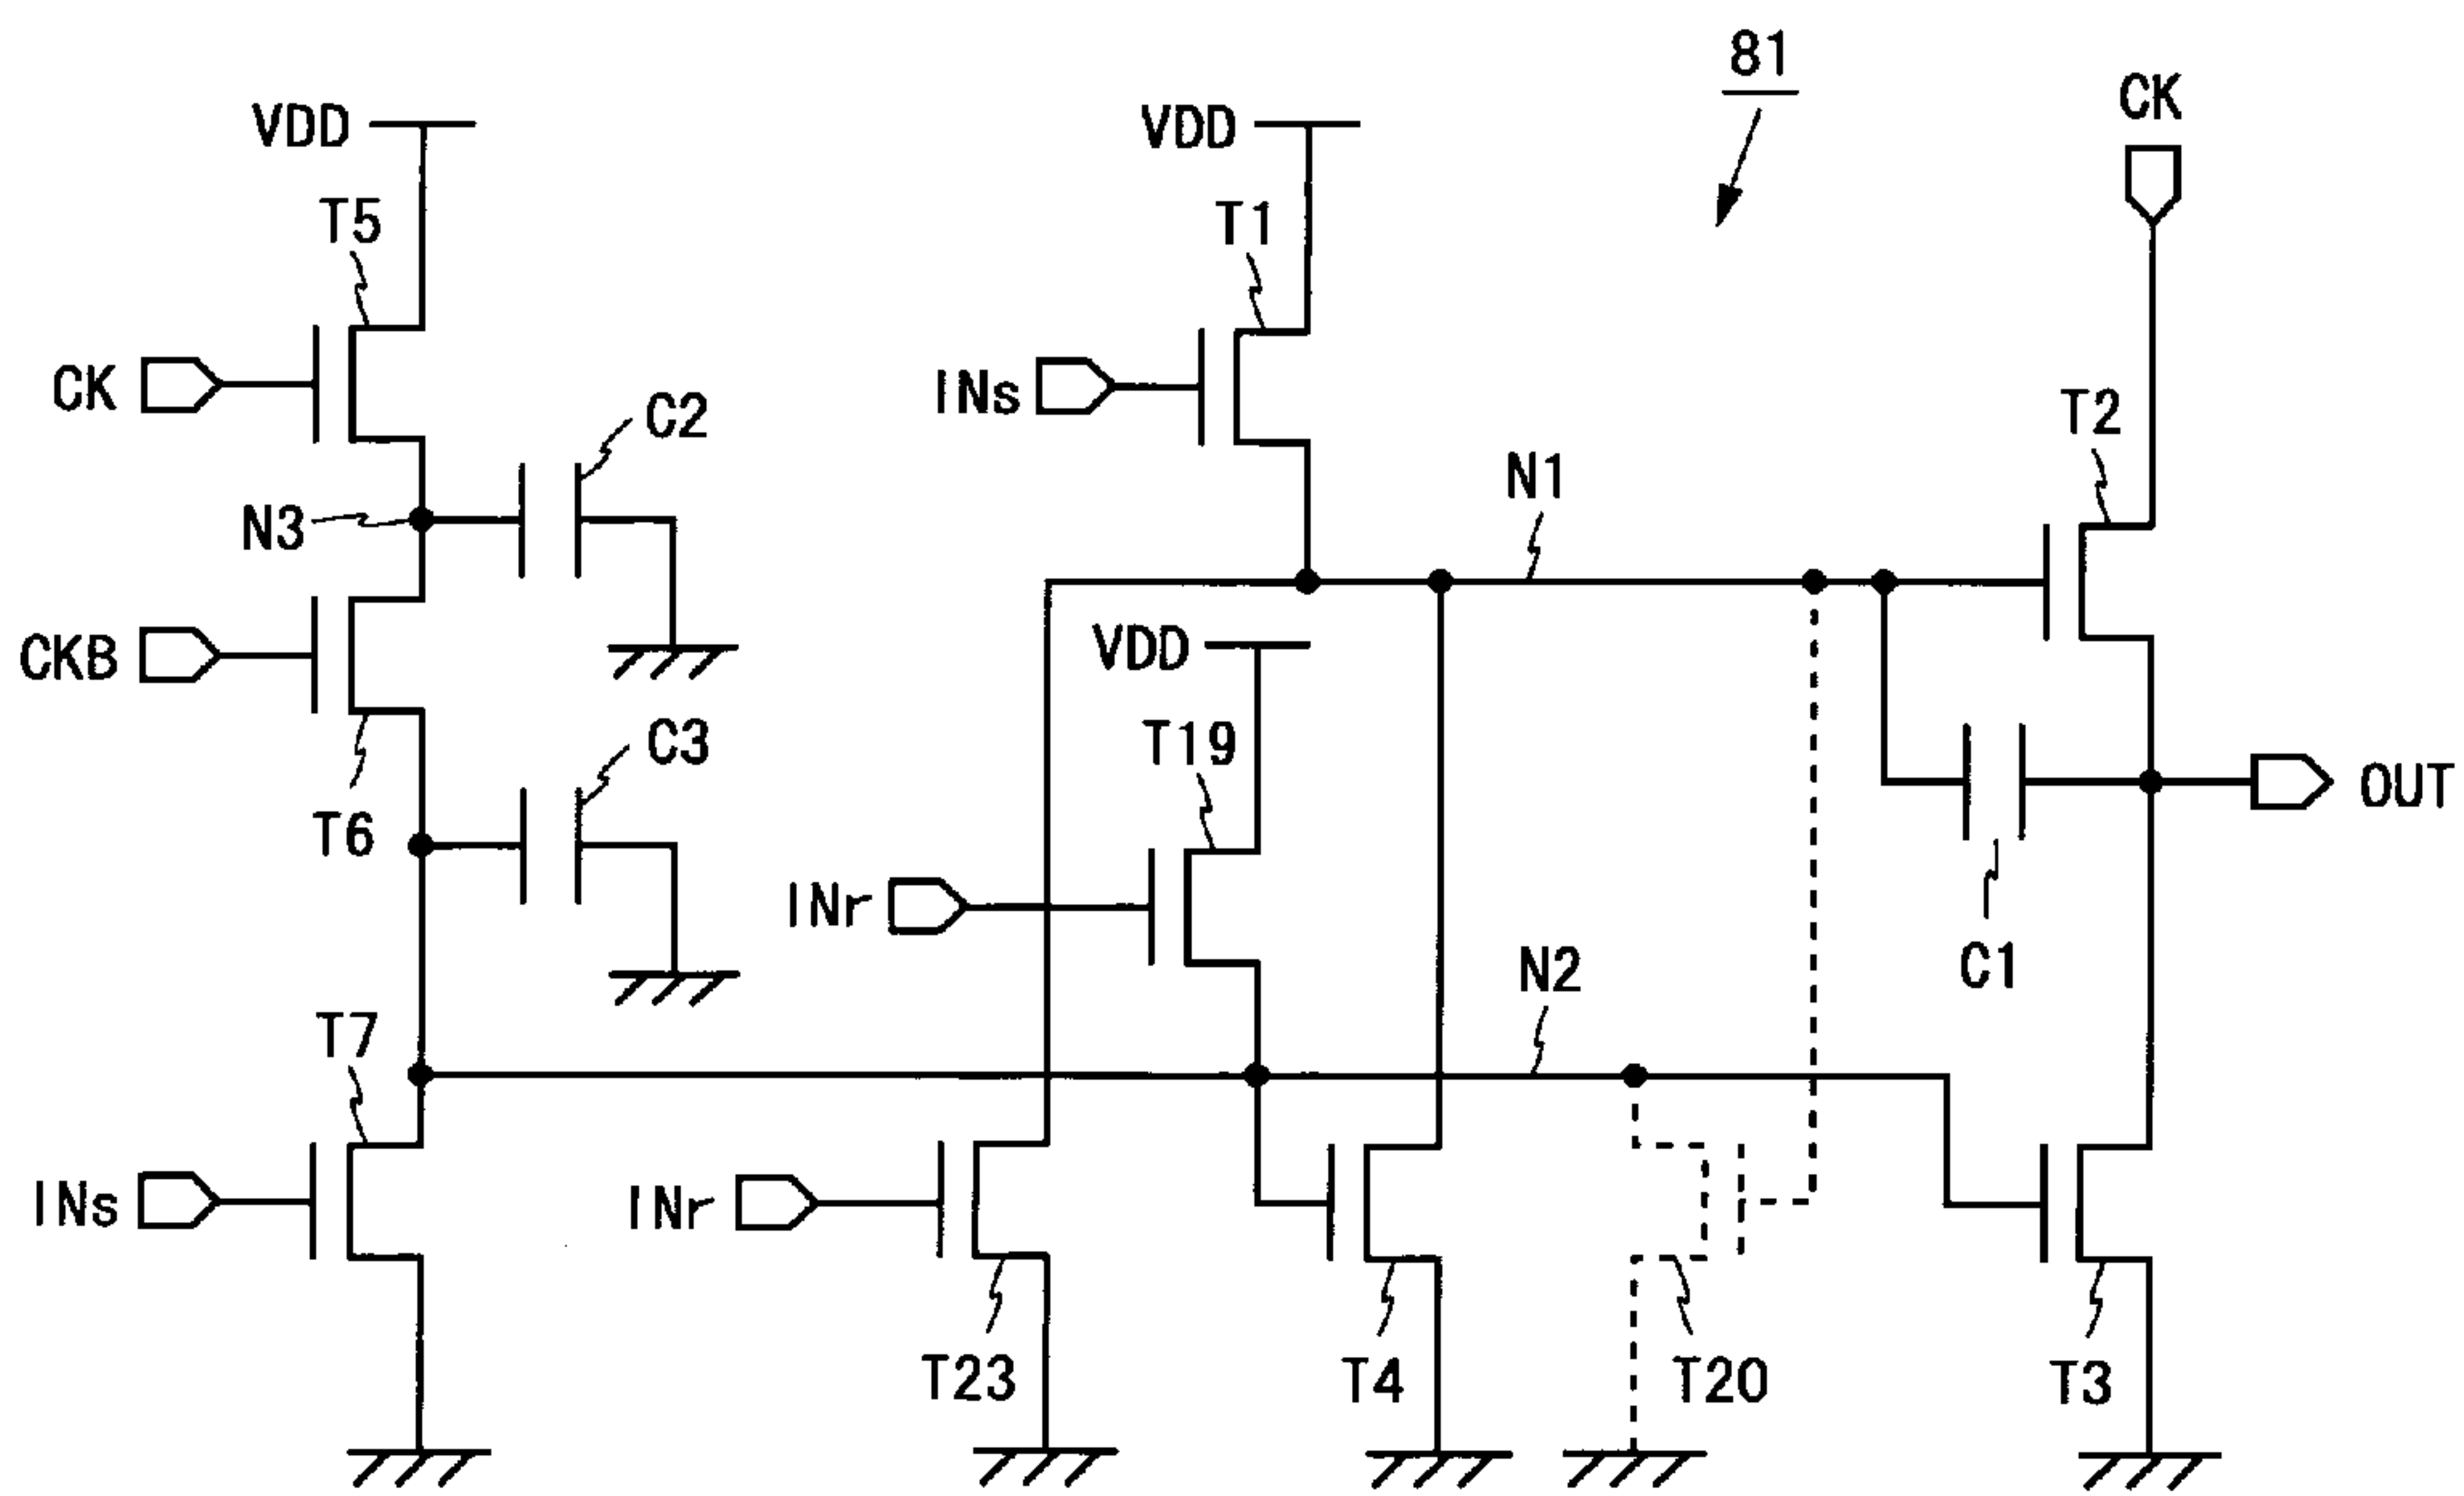 81
CK
VDD
VDD
T5
T1
CK
C2
INs
T2
N3
N1
CKB
VDD
C3
T19
T6
OUT
INr
N2
C1
T7
INs
INr
T23
T4
T20
T3